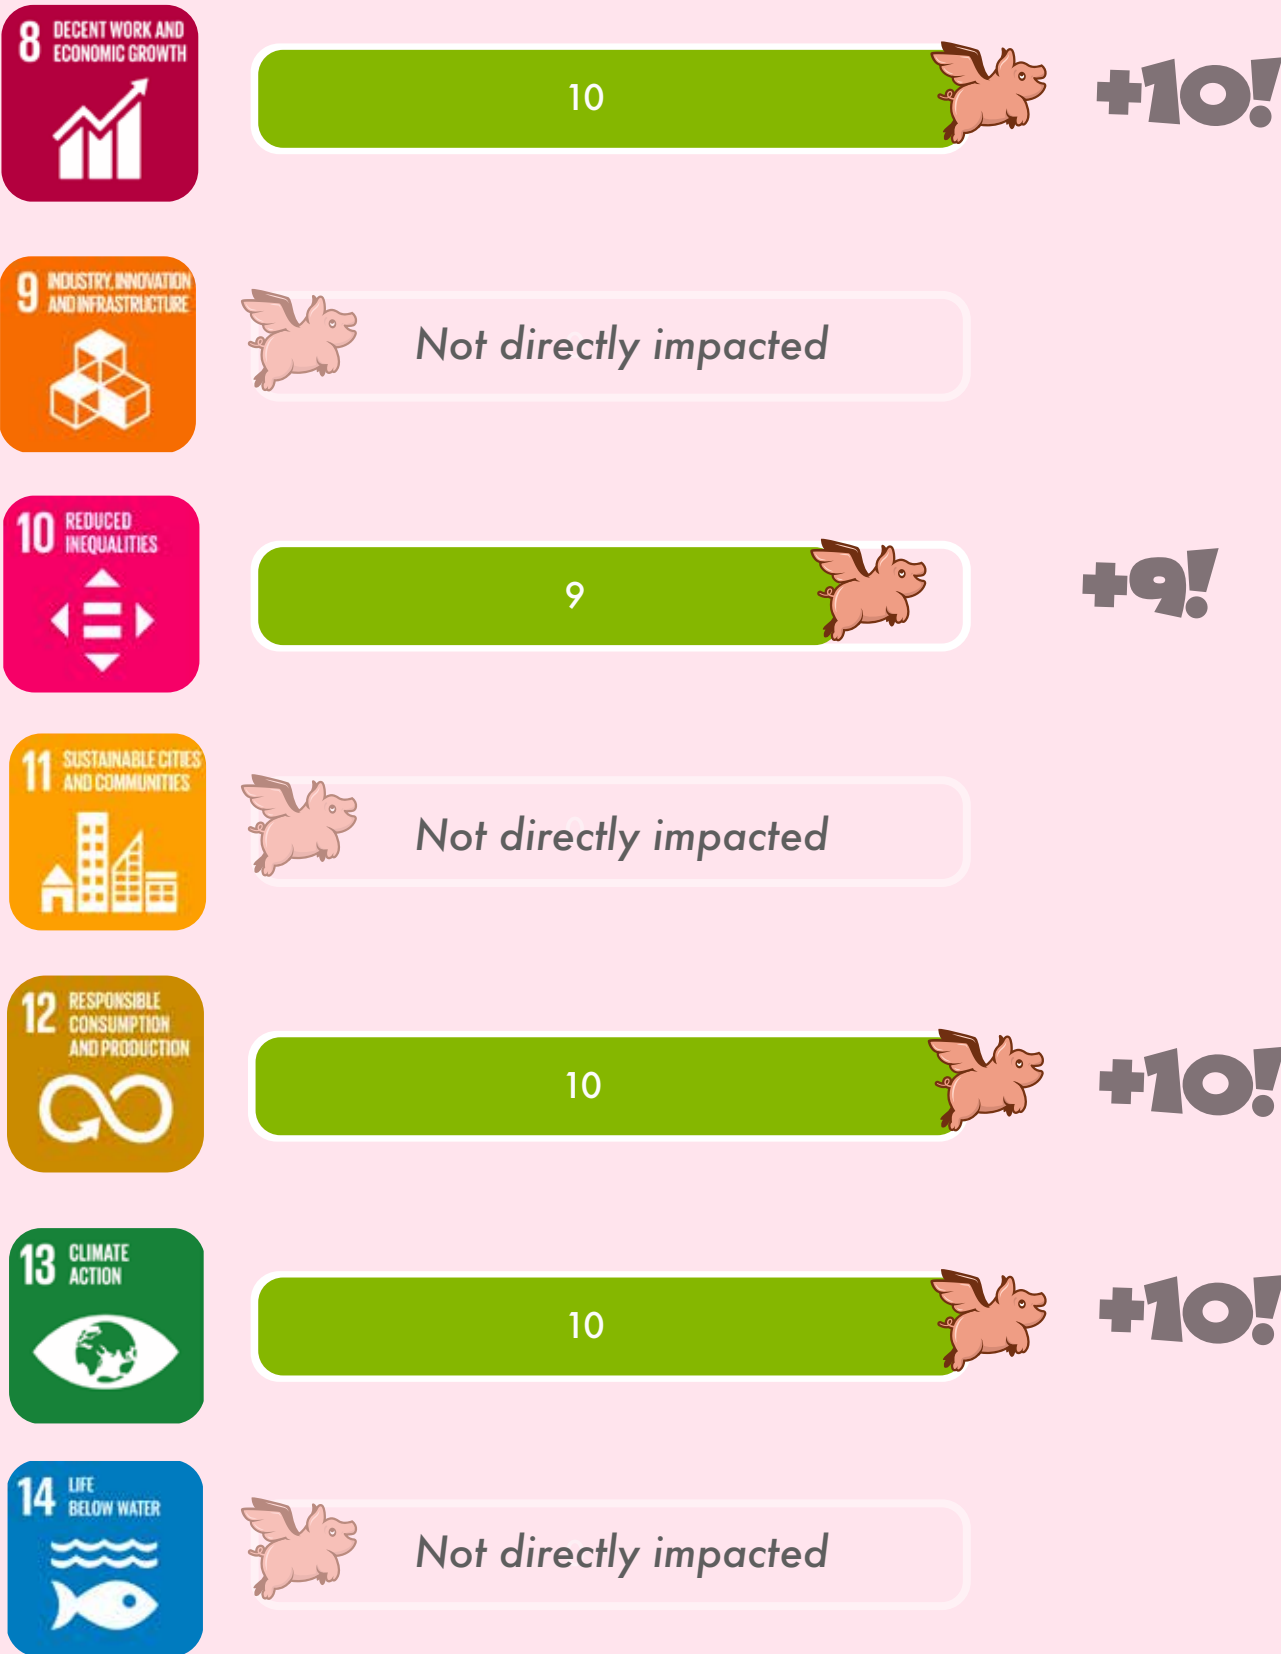 8 DECENT WORK AND
ECONOMIC GROWTH
10
+10!
9 INDUSTRY, INNOVATION
AND INFRASTRUCTURE
Not directly impacted
10 REDUCED
INEQUALITIES
9
+9!
11 SUSTAINABLE CITIES
AND COMMUNITIES
Not directly impacted
12 RESPONSIBLE
CONSUMPTION
AND PRODUCTION
10
+10!
13 CLIMATE
ACTION
10
+10!
14 LIFE
BELOW WATER
Not directly impacted